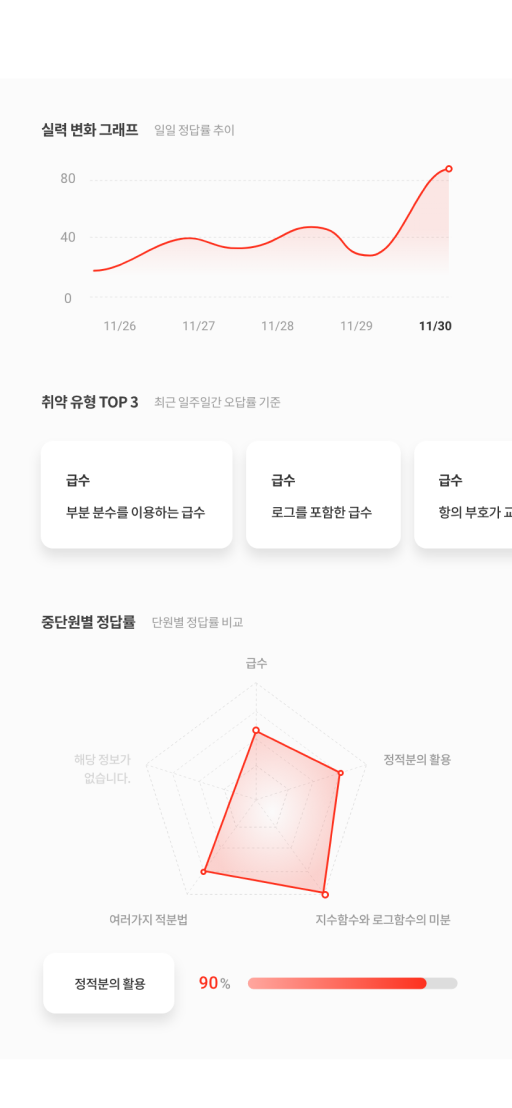 실력 변화 그래프 일일 정답률 추이
80
40
0
11/26 11/27 11/28 11/29 11/30
취약 유형 TOP 3 최근 일주일간 오답률 기준
급수
부분 분수를 이용하는 급수
급수
로그를 포함한 급수
급수
항의 부호가 교
중단원별 정답률 단원별 정답률 비교
급수
해당 정보가
없습니다.
정적분의 활용
여러가지 적분법
지수함수와 로그함수의 미분
정적분의 활용 90%